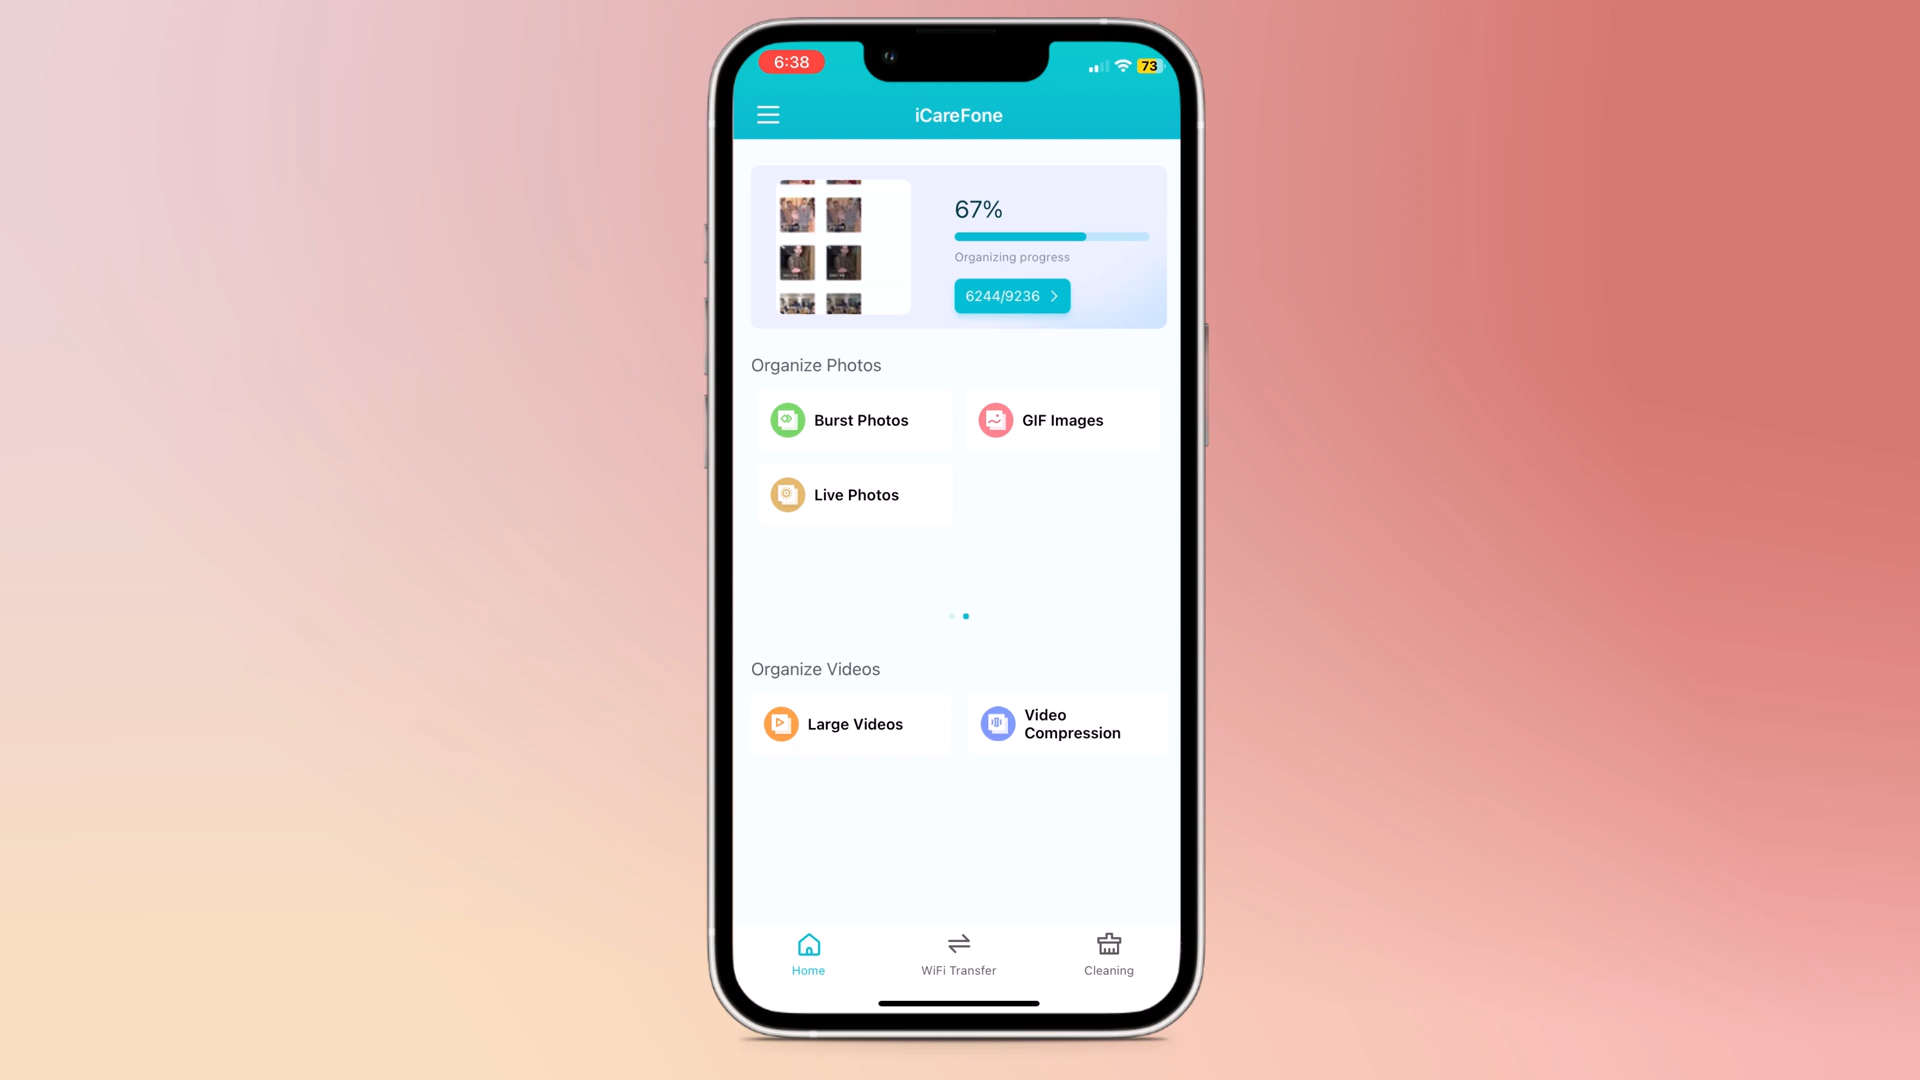 6:38
73
iCareFone
67%
Organizing progress
6244/9236
Organize Photos
Burst Photos
GIF Images
Live Photos
Organize Videos
Large Videos
Video
Compression
Home
WiFi Transfer
Cleaning